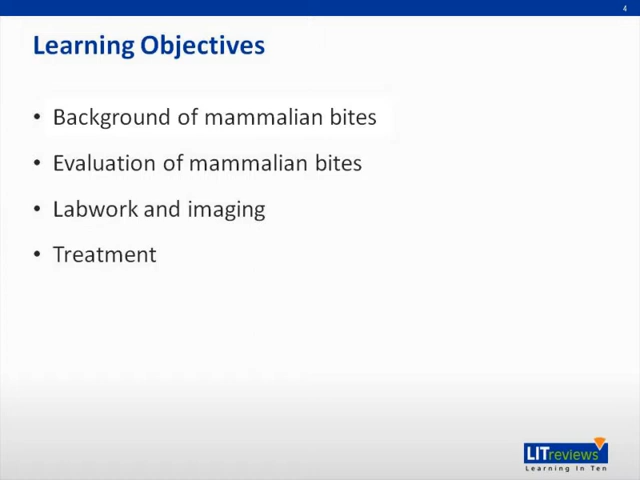 4
Learning Objectives
• Background of mammalian bites
• Evaluation of mammalian bites
• Labwork and imaging
• Treatment
LITreviews
Learning In Ten